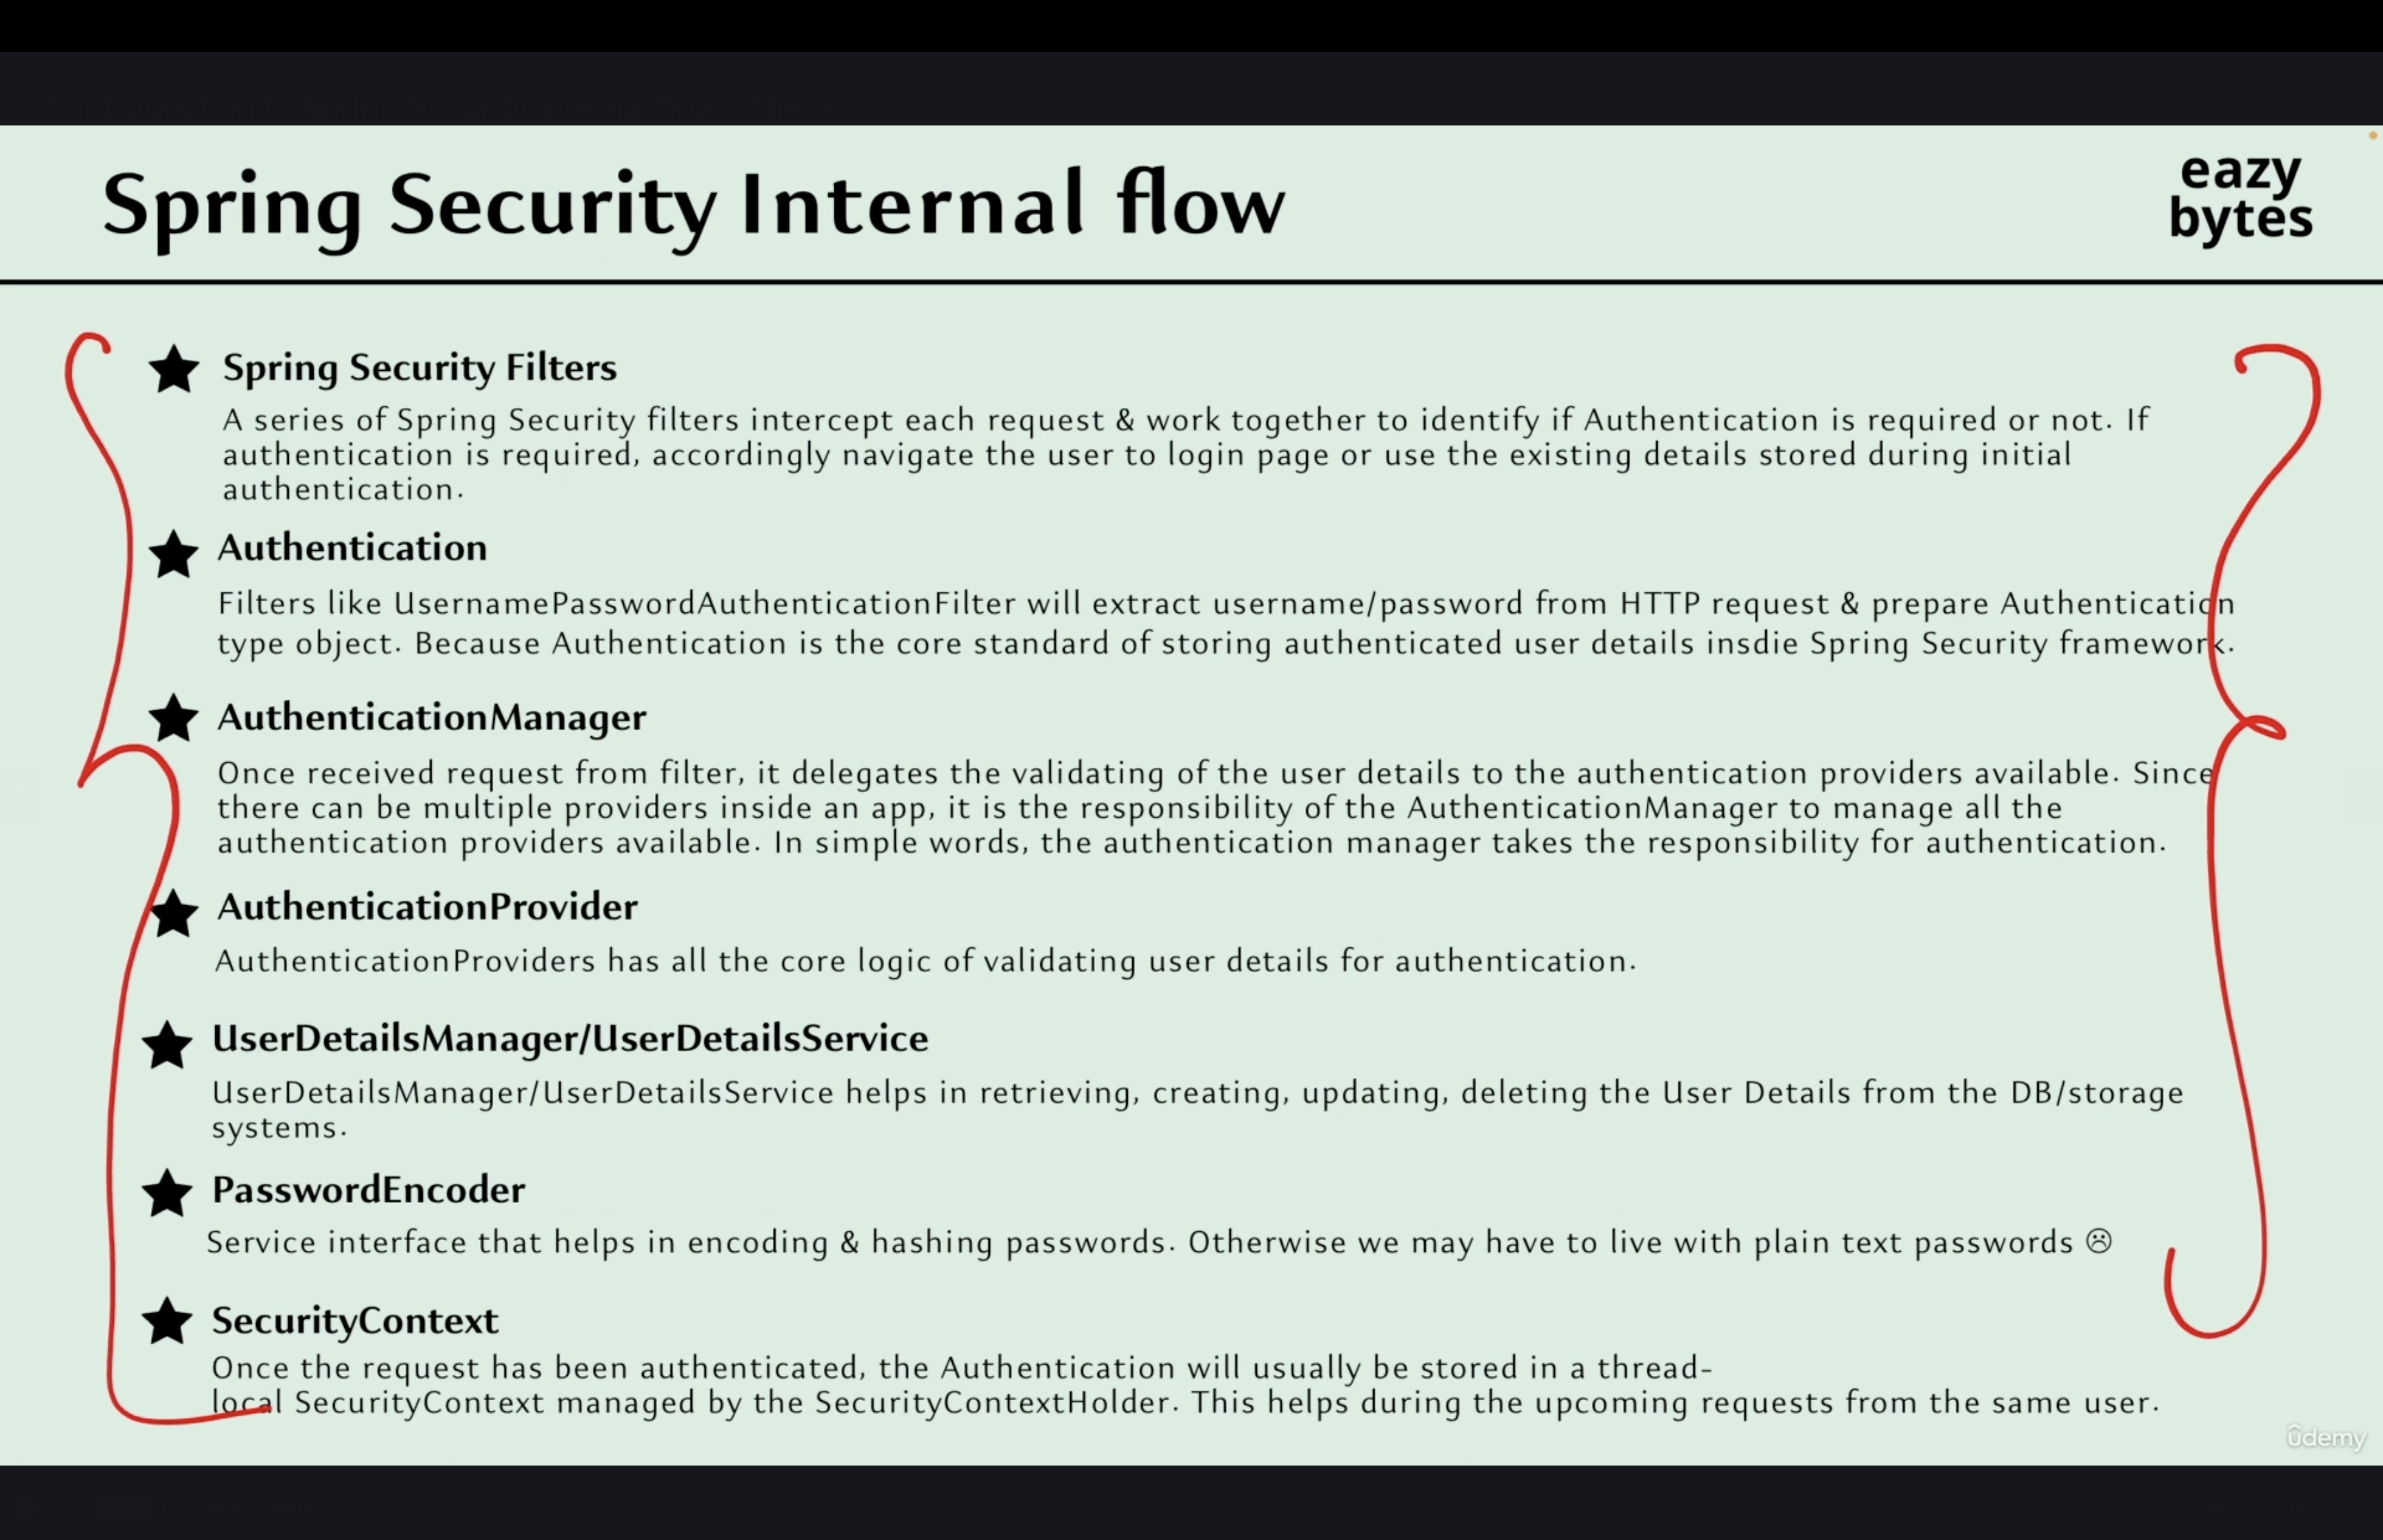 Spring Security Internal flow
eazy
bytes
Spring Security Filters
A series of Spring Security filters intercept each request & work together to identify if Authentication is required or not. If
authentication is required, accordingly navigate the user to login page or use the existing details stored during initial
authentication.
Authentication
Filters like UsernamePasswordAuthenticationFilter will extract username/password from HTTP request & prepare Authentication
type object. Because Authentication is the core standard of storing authenticated user details insdie Spring Security framework.
AuthenticationManager
Once received request from filter, it delegates the validating of the user details to the authentication providers available. Since
there can be multiple providers inside an app, it is the responsibility of the AuthenticationManager to manage all the
authentication providers available. In simple words, the authentication manager takes the responsibility for authentication.
AuthenticationProvider
AuthenticationProviders has all the core logic of validating user details for authentication.
UserDetailsManager/UserDetailsService
UserDetailsManager/UserDetailsService helps in retrieving, creating, updating, deleting the User Details from the DB/storage
systems.
PasswordEncoder
Service interface that helps in encoding & hashing passwords. Otherwise we may have to live with plain text passwords ☹
SecurityContext
Once the request has been authenticated, the Authentication will usually be stored in a thread-
local SecurityContext managed by the SecurityContextHolder. This helps during the upcoming requests from the same user.
ûdemy